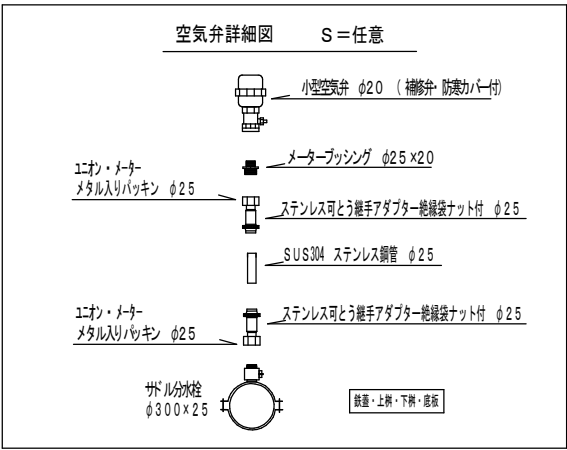 空気弁詳細図 S=任意
小型空気弁 φ20 (補修弁・防寒カバー付)
メーターブッシング φ25×20
ユニオン・メーター
メタル入りパッキン φ25
ステンレス可とう継手アダプター絶縁袋ナット付 φ25
SUS304 ステンレス鋼管 φ25
ユニオン・メーター
メタル入りパッキン φ25
ステンレス可とう継手アダプター絶縁袋ナット付 φ25
サドル分水栓
φ300×25
鉄蓋・上桝・下桝・底板